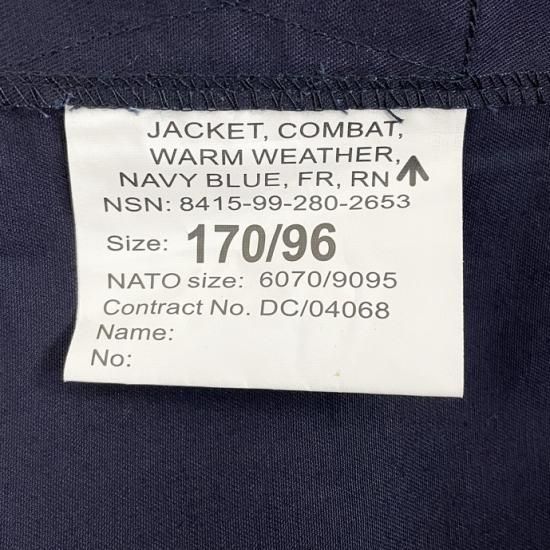 JACKET, COMBAT,
WARM WEATHER,
NAVY BLUE, FR, RN
NSN: 8415-99-280-2653
Size: 170/96
NATO size: 6070/9095
Contract No. DC/04068
Name:
No: